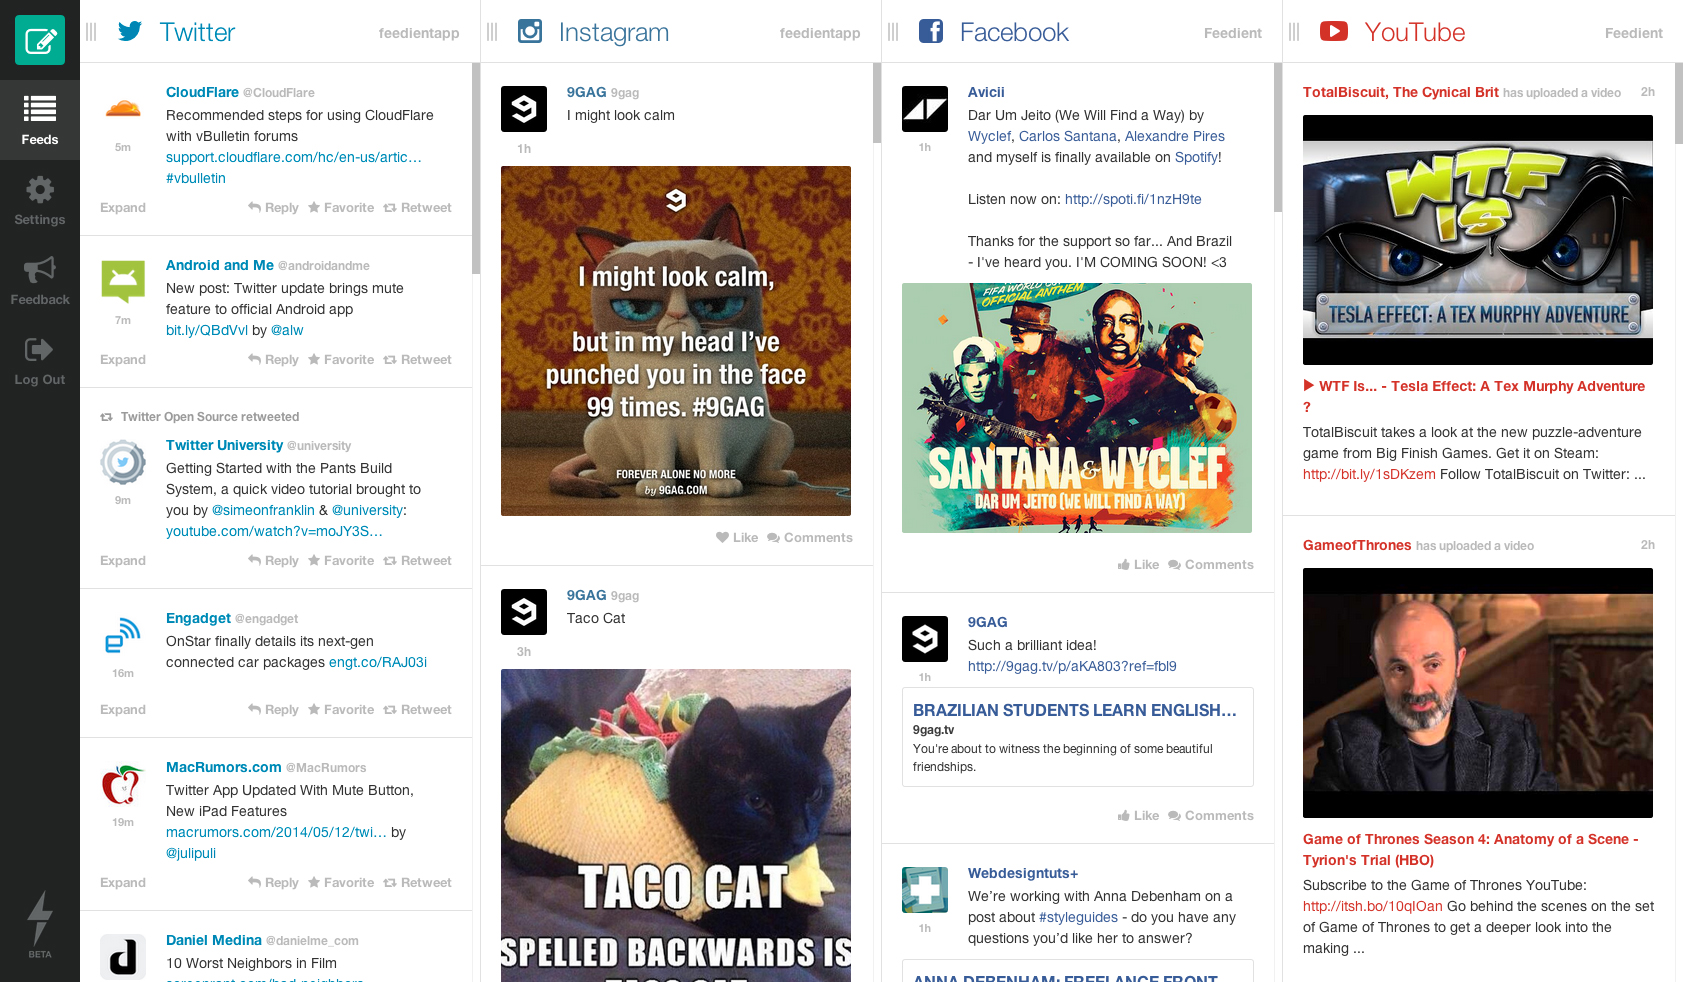 Feeds
Settings
Feedback
Log Out
BETA
Twitter
feedientapp
CloudFlare @CloudFlare
Recommended steps for using CloudFlare
with vBulletin forums
support.cloudflare.com/hc/en-us/artic…
#vbulletin
5m
Expand
Reply Favorite Retweet
Android and Me @androidandme
New post: Twitter update brings mute
feature to official Android app
bit.ly/QBdVvl by @alw
7m
Expand
Reply Favorite Retweet
Twitter Open Source retweeted
Twitter University @university
Getting Started with the Pants Build
System, a quick video tutorial brought to
you by @simeonfranklin & @university:
youtube.com/watch?v=moJY3S…
9m
Expand
Reply Favorite Retweet
Engadget @engadget
OnStar finally details its next-gen
connected car packages engt.co/RAJ03i
16m
Expand
Reply Favorite Retweet
MacRumors.com @MacRumors
Twitter App Updated With Mute Button,
New iPad Features
macrumors.com/2014/05/12/twi… by
@julipuli
19m
Expand
Reply Favorite Retweet
Daniel Medina @danielme_com
10 Worst Neighbors in Film
Instagram
feedientapp
9GAG 9gag
I might look calm
1h
I might look calm,
but in my head I've
punched you in the face
99 times. #9GAG
FOREVER ALONE NO MORE
by 9GAG.COM
Like Comments
9GAG 9gag
Taco Cat
3h
TACO CAT
SPELLED BACKWARDS IS
TACO CAT
Facebook
Feedient
Avicii
Dar Um Jeito (We Will Find a Way) by
Wyclef, Carlos Santana, Alexandre Pires
and myself is finally available on Spotify!
1h
Listen now on: http://spoti.fi/1nzH9te
Thanks for the support so far... And Brazil
- I've heard you. I'M COMING SOON! <3
FIFA WORLD CUP
OFFICIAL ANTHEM
SANTANA & WYCLEF
DAR UM JEITO (WE WILL FIND A WAY)
Like Comments
9GAG
Such a brilliant idea!
http://9gag.tv/p/aKA803?ref=fbl9
1h
BRAZILIAN STUDENTS LEARN ENGLISH…
9gag.tv
You're about to witness the beginning of some beautiful
friendships.
Like Comments
Webdesigntuts+
We're working with Anna Debenham on a
post about #styleguides - do you have any
questions you'd like her to answer?
1h
ANNA DEBENHAM: FREELANCE FRONT
YouTube
Feedient
TotalBiscuit, The Cynical Brit has uploaded a video 2h
WTF
IS
TESLA EFFECT: A TEX MURPHY ADVENTURE
WTF Is... - Tesla Effect: A Tex Murphy Adventure
?
TotalBiscuit takes a look at the new puzzle-adventure
game from Big Finish Games. Get it on Steam:
http://bit.ly/1sDKzem Follow TotalBiscuit on Twitter: ...
GameofThrones has uploaded a video 2h
Game of Thrones Season 4: Anatomy of a Scene -
Tyrion's Trial (HBO)
Subscribe to the Game of Thrones YouTube:
http://itsh.bo/10qIOan Go behind the scenes on the set
of Game of Thrones to get a deeper look into the
making ...